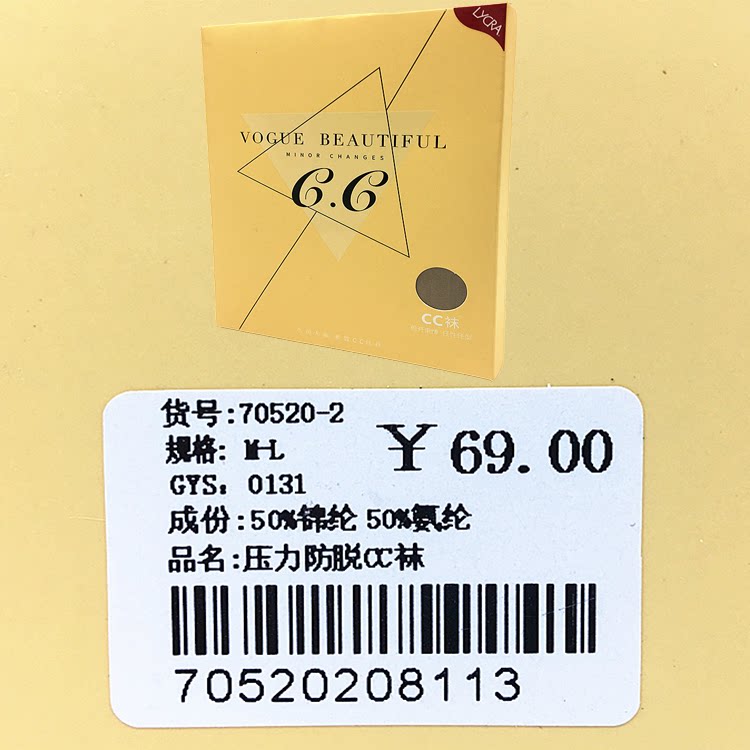 LYCRA
VOGUE BEAUTIFUL
MINOR CHANGES
C.C
CC袜
货号:70520-2
¥69.00
规格: M-L
GYS: 0131
成份:50%锦纶 50%氨纶
品名:压力防脱CC袜
70520208113